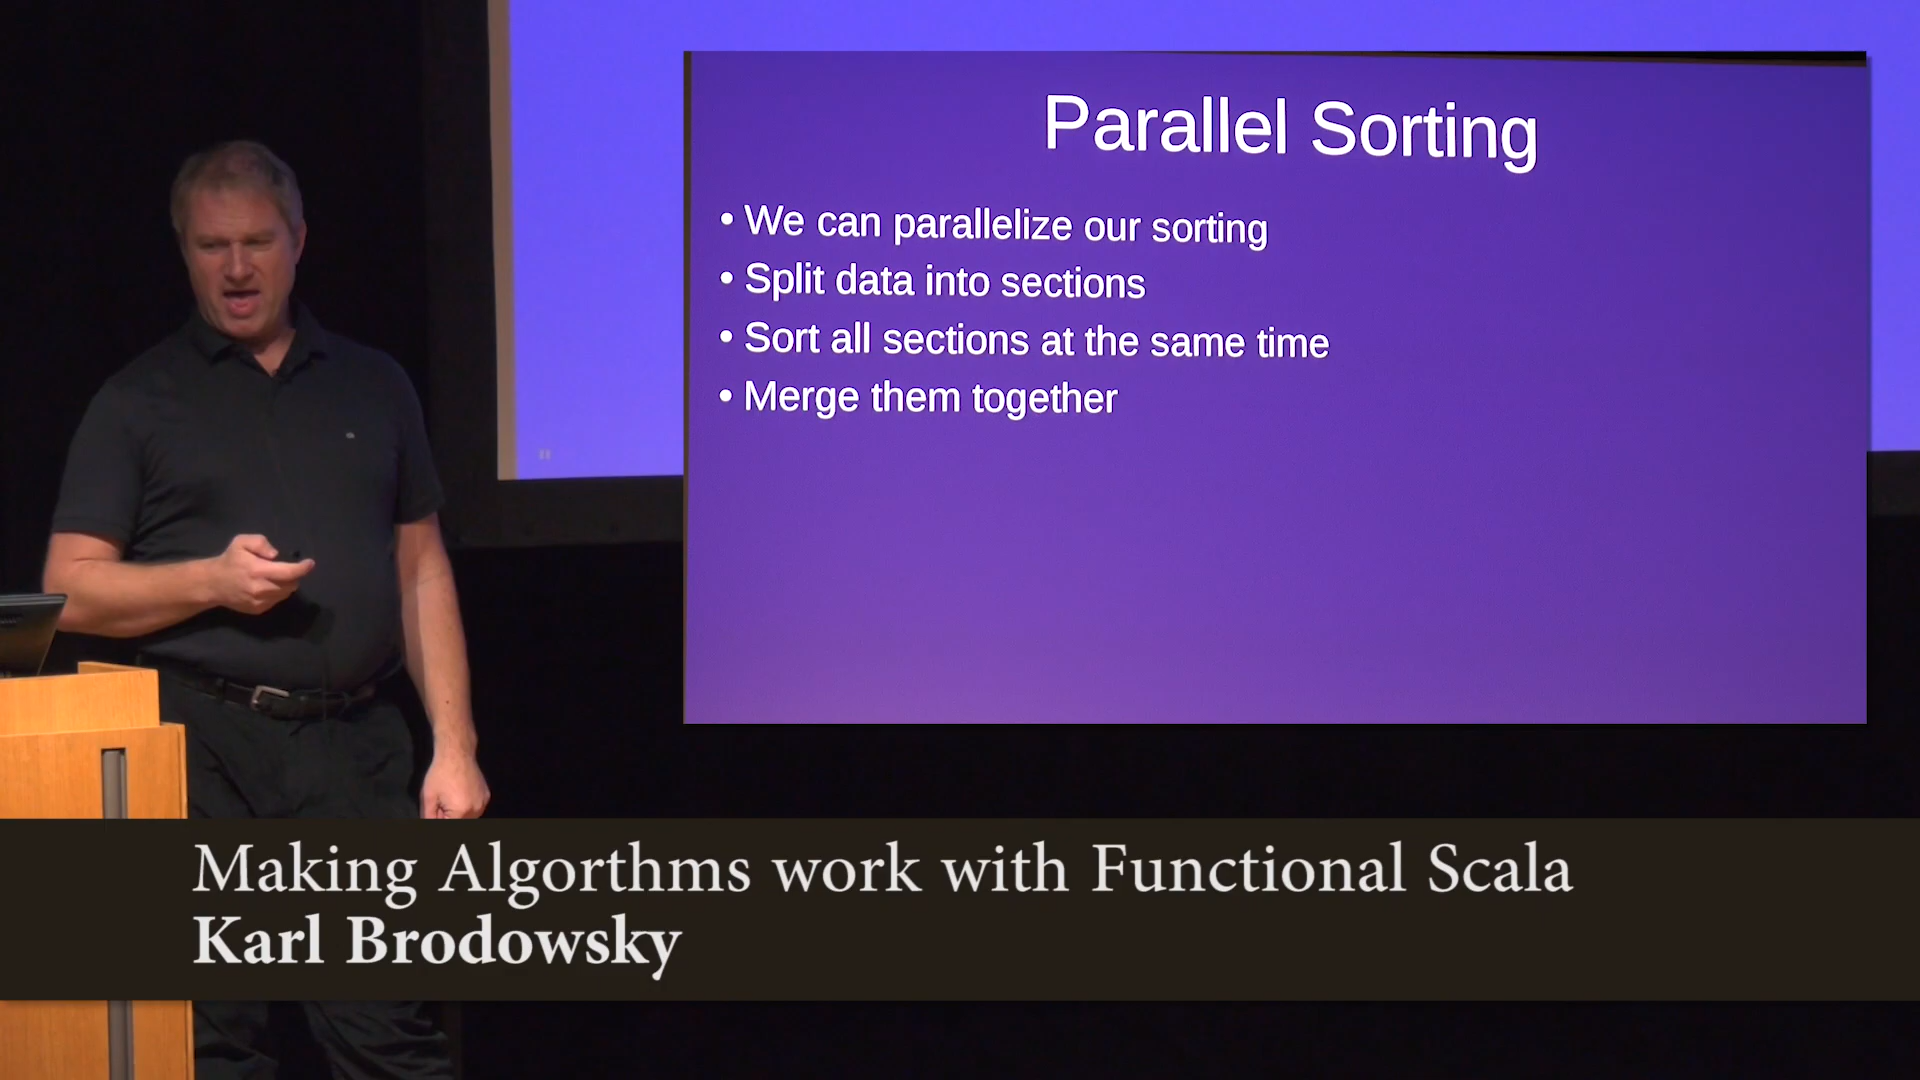 Parallel Sorting
• We can parallelize our sorting
• Split data into sections
• Sort all sections at the same time
• Merge them together
Making Algorthms work with Functional Scala
Karl Brodowsky